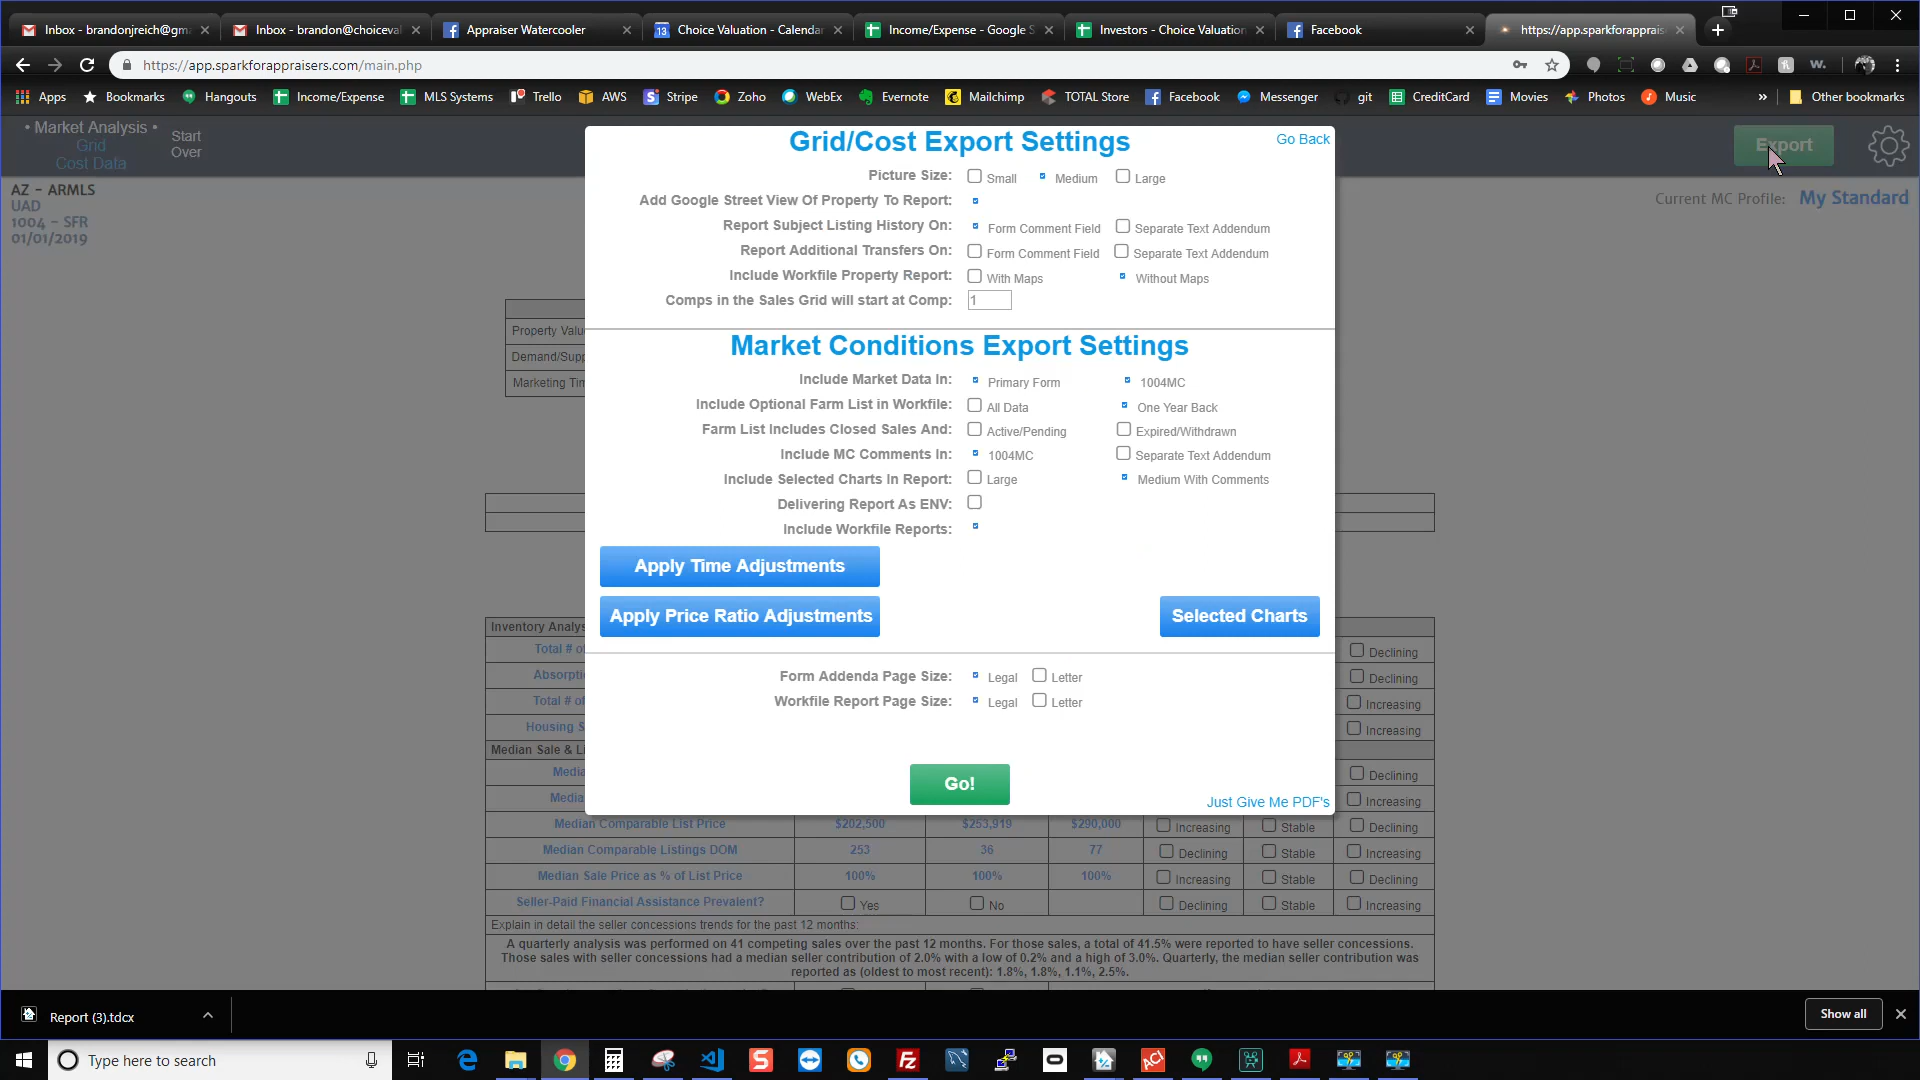 Inbox - brandonjreich@gm
Inbox - brandon@choiceval
Appraiser Watercooler
Choice Valuation - Calenda
Income/Expense - Google S
Investors - Choice Valuation
Facebook
https://app.sparkforapprais
https://app.sparkforappraisers.com/main.php
Apps
Bookmarks
Hangouts
Income/Expense
MLS Systems
Trello
AWS
Stripe
Zoho
WebEx
Evernote
Mailchimp
TOTAL Store
Facebook
Messenger
git
CreditCard
Movies
Photos
Music
»
Other bookmarks
• Market Analysis •
Grid
Cost Data
Start
Over
Export
AZ - ARMLS
UAD
1004 - SFR
01/01/2019
Current MC Profile: My Standard
Grid/Cost Export Settings
Go Back
Picture Size: Small Medium Large
Add Google Street View Of Property To Report:
Report Subject Listing History On: Form Comment Field Separate Text Addendum
Report Additional Transfers On: Form Comment Field Separate Text Addendum
Include Workfile Property Report: With Maps Without Maps
Comps in the Sales Grid will start at Comp: 1
Market Conditions Export Settings
Include Market Data In: Primary Form 1004MC
Include Optional Farm List in Workfile: All Data One Year Back
Farm List Includes Closed Sales And: Active/Pending Expired/Withdrawn
Include MC Comments In: 1004MC Separate Text Addendum
Include Selected Charts In Report: Large Medium With Comments
Delivering Report As ENV:
Include Workfile Reports:
Apply Time Adjustments
Apply Price Ratio Adjustments
Selected Charts
Form Addenda Page Size: Legal Letter
Workfile Report Page Size: Legal Letter
Go!
Just Give Me PDF's
Property Valu
Demand/Supp
Marketing Tim
Inventory Analys
Total # of Declining
Absorpti Declining
Total # of Increasing
Housing S Increasing
Median Sale & Li
Media Declining
Media Increasing
Median Comparable List Price $202,500 $253,919 $290,000 Increasing Stable Declining
Median Comparable Listings DOM 253 36 77 Declining Stable Increasing
Median Sale Price as % of List Price 100% 100% 100% Increasing Stable Declining
Seller-Paid Financial Assistance Prevalent? Yes No Declining Stable Increasing
Explain in detail the seller concessions trends for the past 12 months:
A quarterly analysis was performed on 41 competing sales over the past 12 months. For those sales, a total of 41.5% were reported to have seller concessions.
Those sales with seller concessions had a median seller contribution of 2.0% with a low of 0.2% and a high of 3.0%. Quarterly, the median seller contribution was
reported as (oldest to most recent): 1.8%, 1.8%, 1.1%, 2.5%.
Report (3).tdcx
Show all
Type here to search